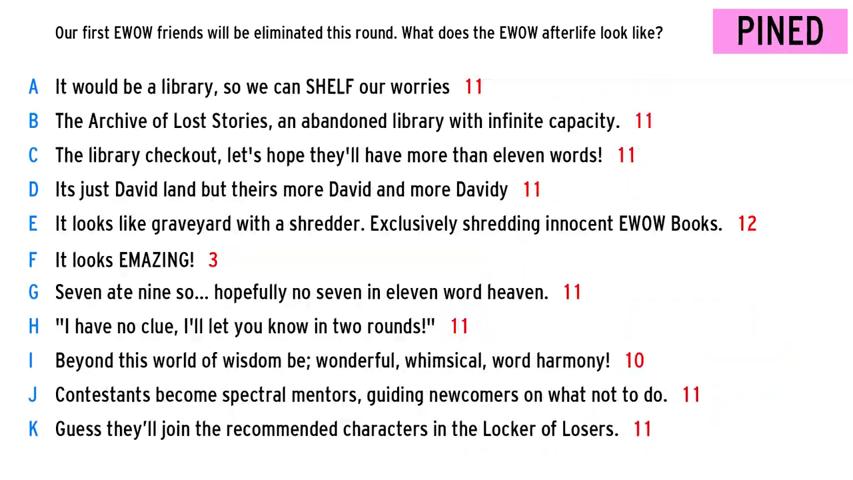 Our first EWOW friends will be eliminated this round. What does the EWOW afterlife look like?
PINED
A It would be a library, so we can SHELF our worries 11
B The Archive of Lost Stories, an abandoned library with infinite capacity. 11
C The library checkout, let's hope they'll have more than eleven words! 11
D Its just David land but theirs more David and more Davidy 11
E It looks like graveyard with a shredder. Exclusively shredding innocent EWOW Books. 12
F It looks EMAZING! 3
G Seven ate nine so... hopefully no seven in eleven word heaven. 11
H "I have no clue, I'll let you know in two rounds!" 11
I Beyond this world of wisdom be; wonderful, whimsical, word harmony! 10
J Contestants become spectral mentors, guiding newcomers on what not to do. 11
K Guess they'll join the recommended characters in the Locker of Losers. 11